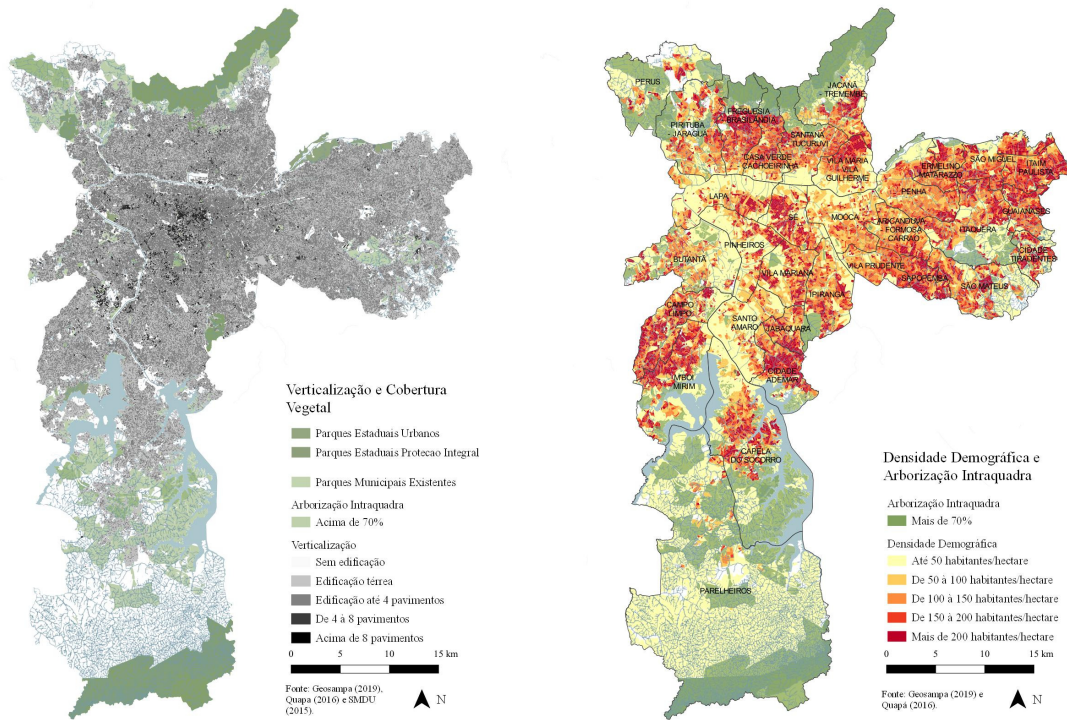 Verticalização e Cobertura
Vegetal
Parques Estaduais Urbanos
Parques Estaduais Protecao Integral
Parques Municipais Existentes
Arborização Intraquadra
Acima de 70%
Verticalização
Sem edificação
Edificação térrea
Edificação até 4 pavimentos
De 4 à 8 pavimentos
Acima de 8 pavimentos
0 5 10 15 km
Fonte: Geosampa (2019),
Quapa (2016) e SMDU
(2015).
N
PERUS
JAÇANÃ
- TREMEMBÉ
PIRITUBA
- JARAGUÁ
FREGUESIA
- BRASILÂNDIA
SANTANA
TUCURUVI
CASA VERDE
CACHOEIRINHA
VILA MARIA
- VILA
GUILHERME
ERMELINO
MATARAZZO
SÃO MIGUEL
ITAIM
PAULISTA
PENHA
LAPA
SÉ
MOÓCA
ARICANDUVA
- FORMOSA
- CARRÃO
GUAIANASES
ITAQUERA
CIDADE
TIRADENTES
PINHEIROS
BUTANTÃ
VILA MARIANA
VILA PRUDENTE
SAPOPEMBA
SÃO MATEUS
IPIRANGA
CAMPO
LIMPO
SANTO
AMARO
JABAQUARA
M'BOI
MIRIM
CIDADE
ADEMAR
CAPELA
DO SOCORRO
PARELHEIROS
Densidade Demográfica e
Arborização Intraquadra
Arborização Intraquadra
Mais de 70%
Densidade Demográfica
Até 50 habitantes/hectare
De 50 à 100 habitantes/hectare
De 100 à 150 habitantes/hectare
De 150 à 200 habitantes/hectare
Mais de 200 habitantes/hectare
0 5 10 15 km
Fonte: Geosampa (2019) e
Quapá (2016).
N